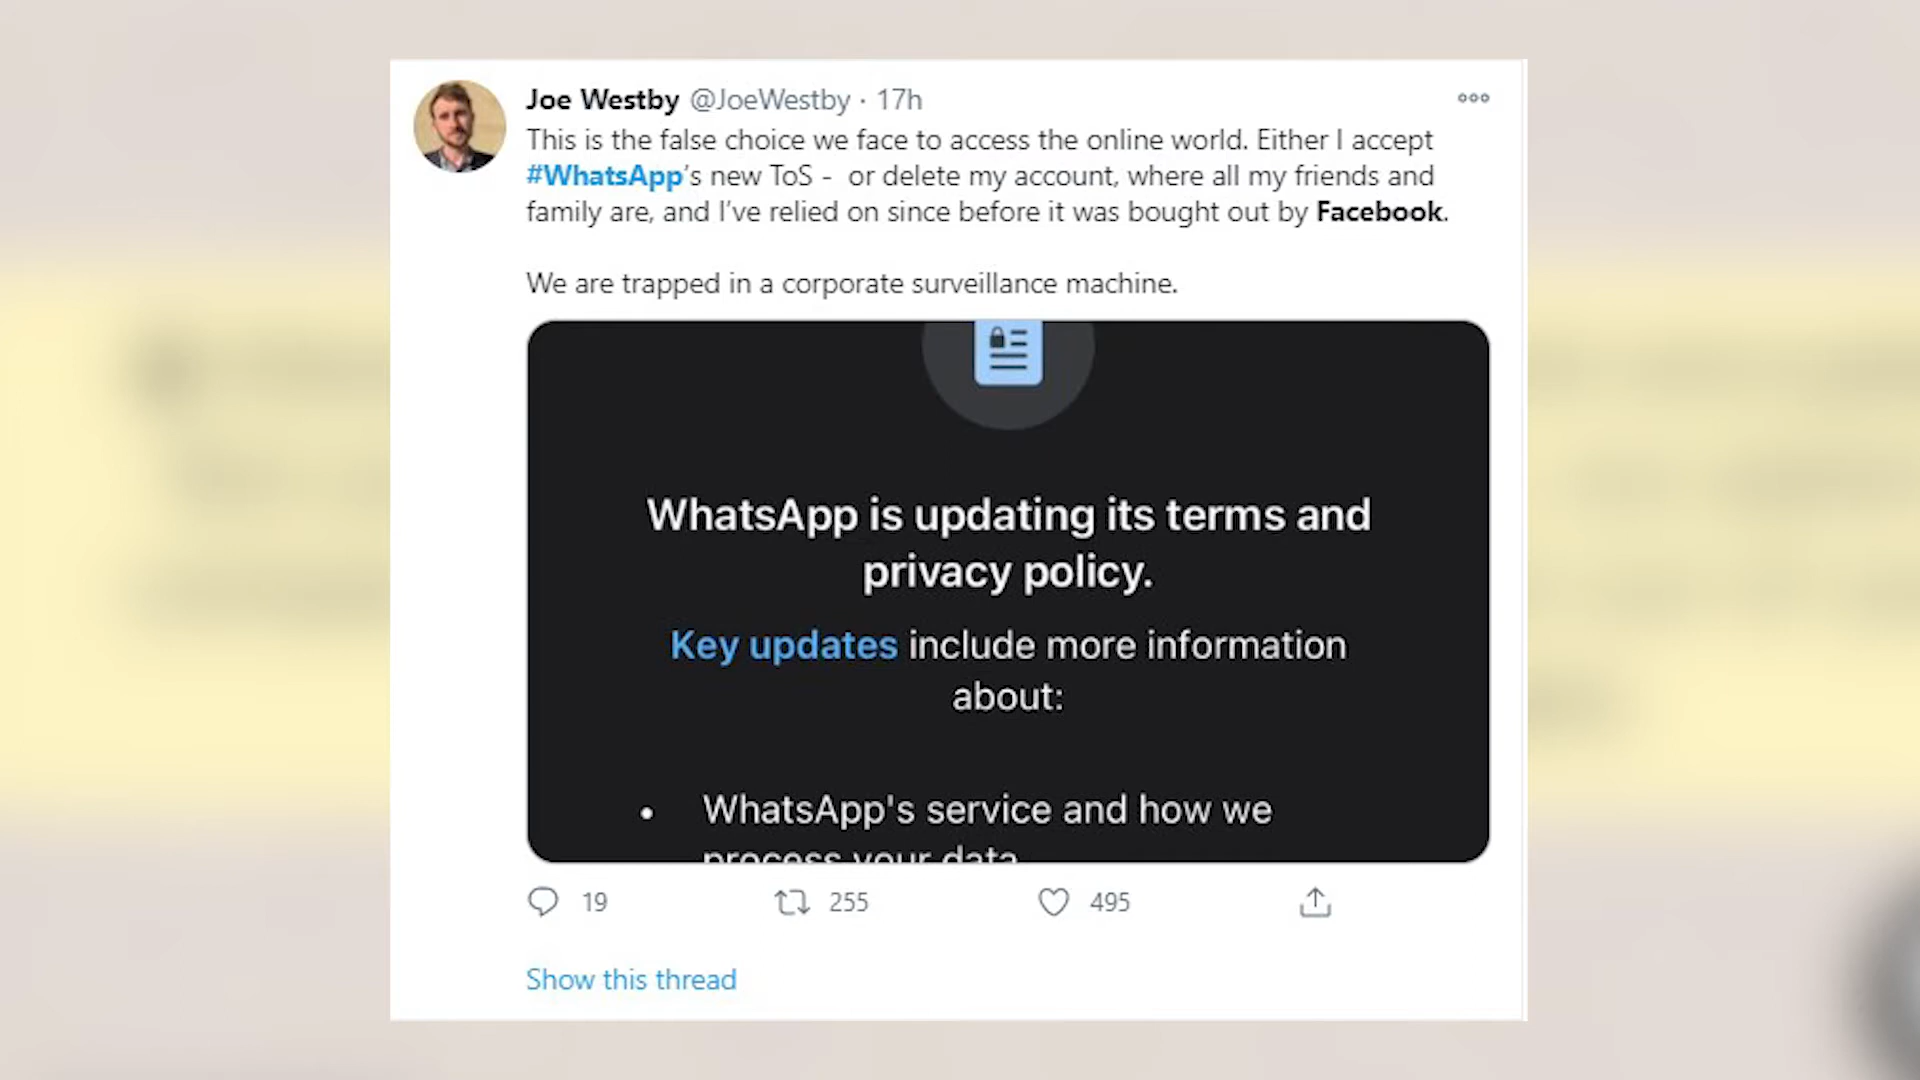 Joe Westby @JoeWestby · 17h
This is the false choice we face to access the online world. Either I accept
#WhatsApp's new ToS - or delete my account, where all my friends and
family are, and I've relied on since before it was bought out by Facebook.
We are trapped in a corporate surveillance machine.
WhatsApp is updating its terms and
privacy policy.
Key updates include more information
about:
• WhatsApp's service and how we
process your data
19 255 495
Show this thread